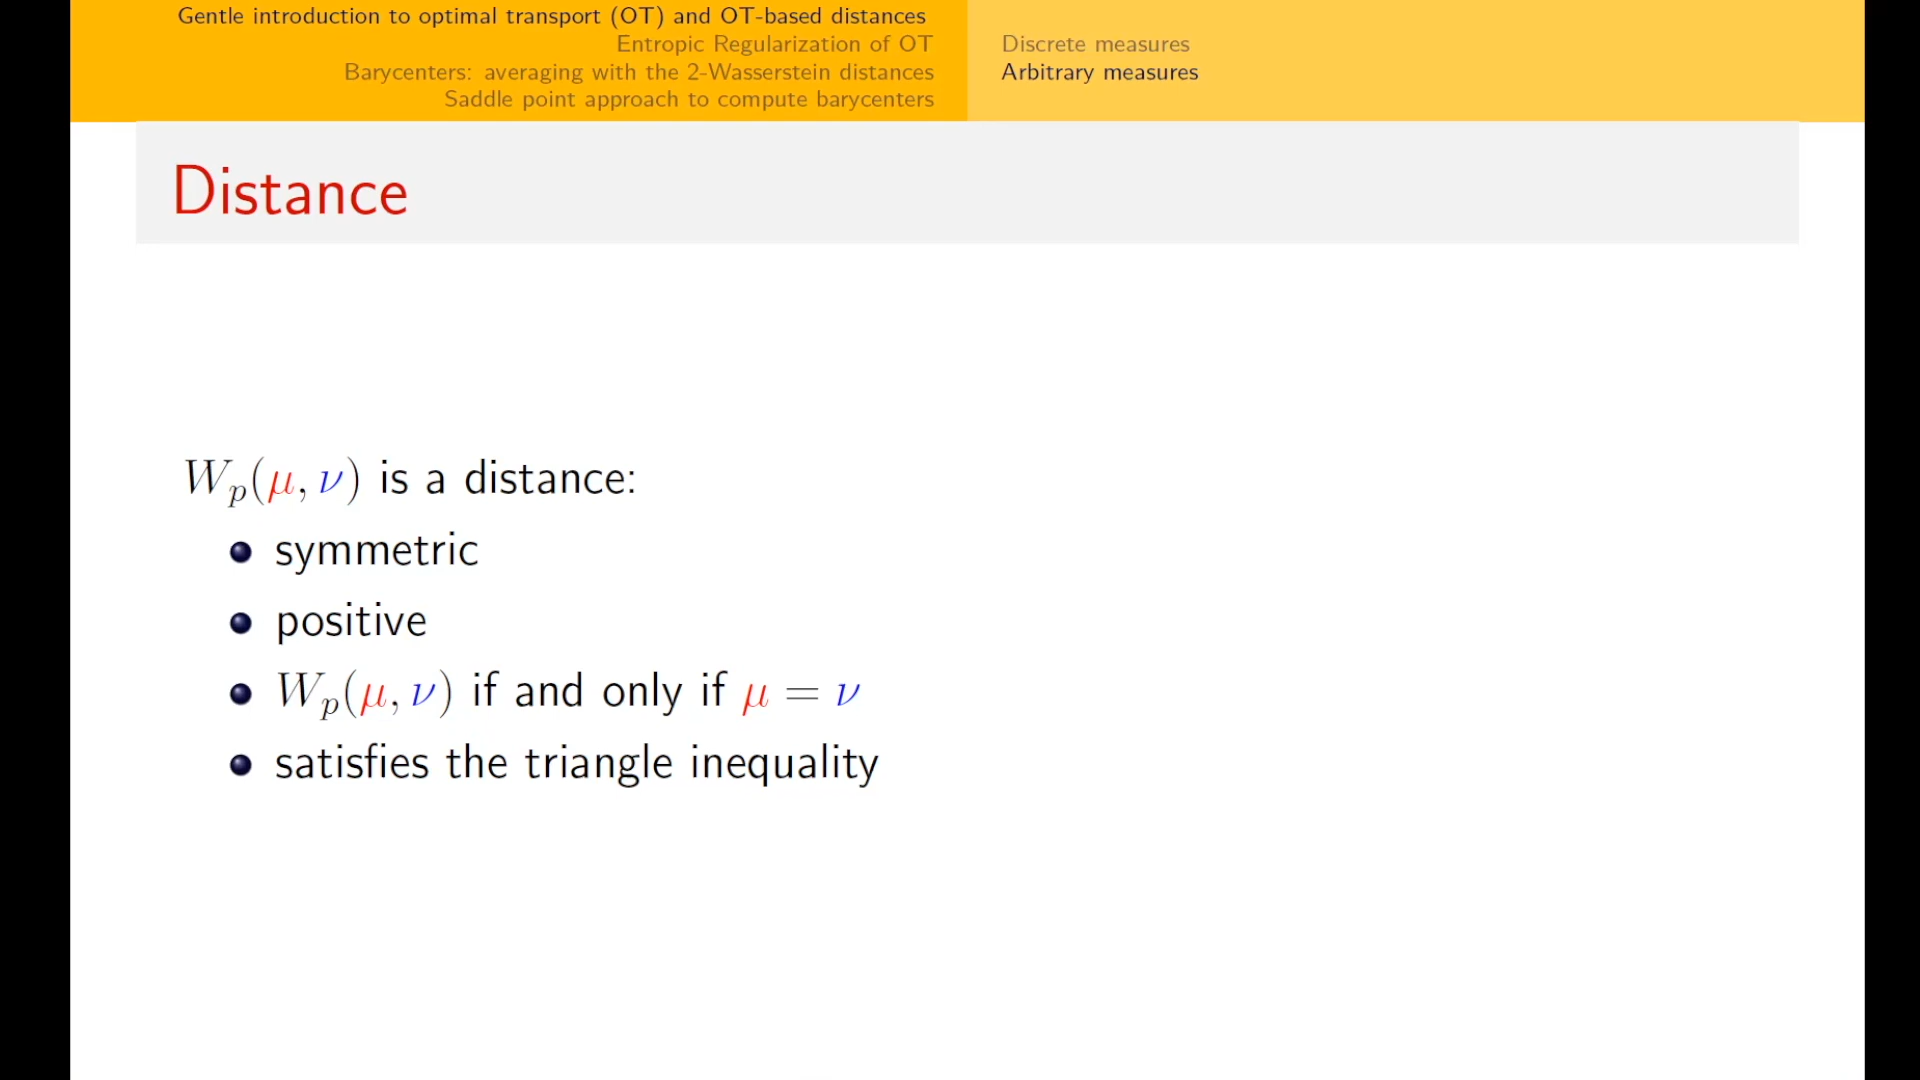 Gentle introduction to optimal transport (OT) and OT-based distances
Entropic Regularization of OT
Barycenters: averaging with the 2-Wasserstein distances
Saddle point approach to compute barycenters
Discrete measures
Arbitrary measures
Distance
W_p(μ, ν) is a distance:
• symmetric
• positive
• W_p(μ, ν) if and only if μ = ν
• satisfies the triangle inequality